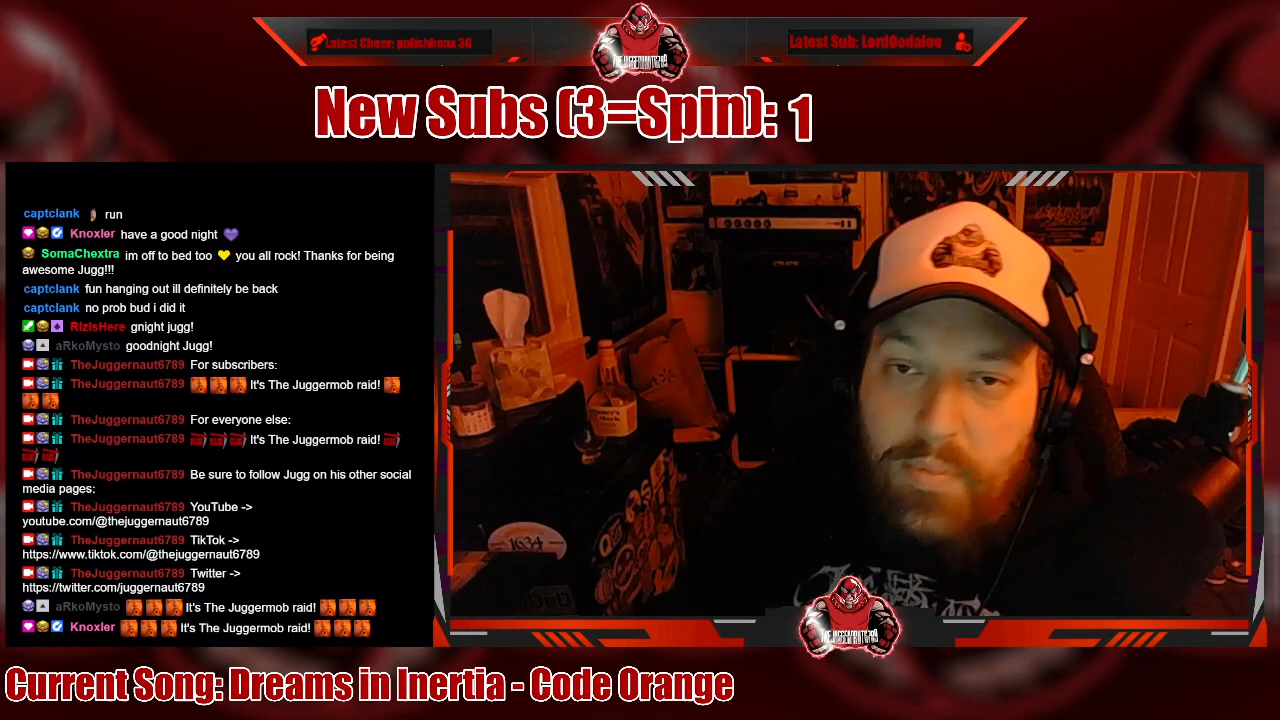 Latest Cheer: polishhoax 30
Latest Sub: LordOodaloo
THEJUGGERNAUT6789
New Subs (3=Spin): 1
captclank run
Knoxler have a good night
SomaChextra im off to bed too you all rock! Thanks for being
awesome Jugg!!!
captclank fun hanging out ill definitely be back
captclank no prob bud i did it
RizIsHere gnight jugg!
aRkoMysto goodnight Jugg!
TheJuggernaut6789 For subscribers:
TheJuggernaut6789 It's The Juggermob raid!
TheJuggernaut6789 For everyone else:
TheJuggernaut6789 It's The Juggermob raid!
TheJuggernaut6789 Be sure to follow Jugg on his other social
media pages:
TheJuggernaut6789 YouTube ->
youtube.com/@thejuggernaut6789
TheJuggernaut6789 TikTok ->
https://www.tiktok.com/@thejuggernaut6789
TheJuggernaut6789 Twitter ->
https://twitter.com/juggernaut6789
aRkoMysto It's The Juggermob raid!
Knoxler It's The Juggermob raid!
Maker's
Mark
1634
THEJUGGERNAUT6789
Current Song: Dreams in Inertia - Code Orange